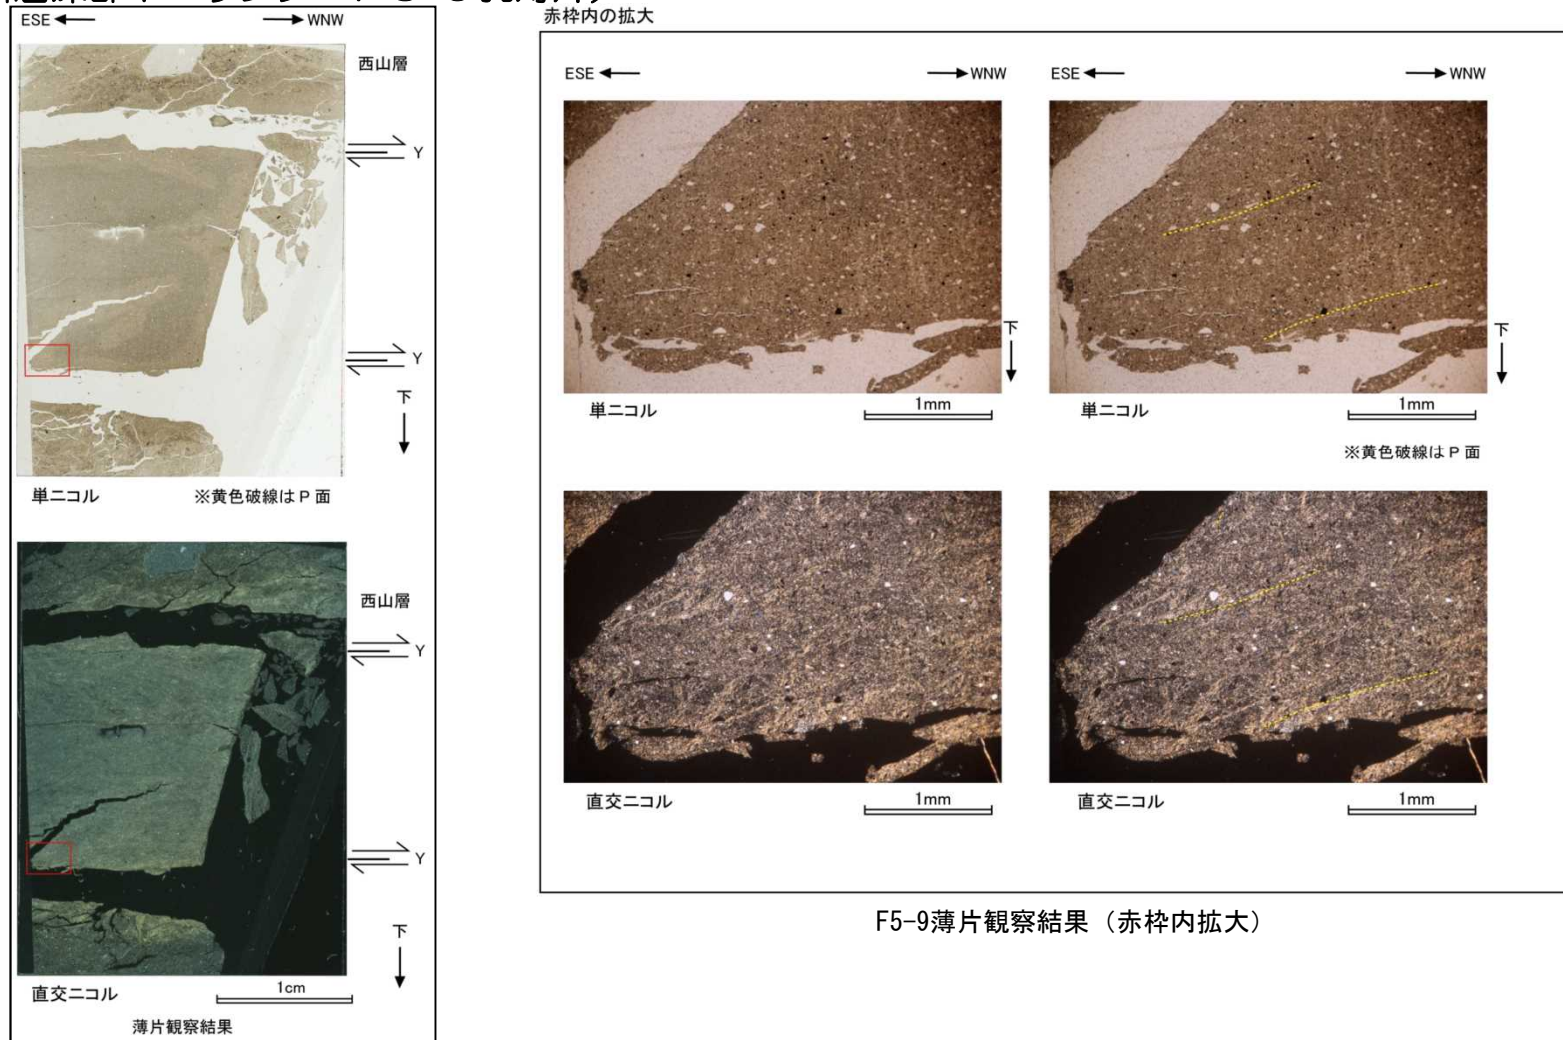 ESE WNW
西山層
Y
Y
下
単ニコル ※黄色破線はP面
西山層
Y
Y
下
直交ニコル 1cm
薄片観察結果
赤枠内の拡大
ESE WNW ESE WNW
下 下
単ニコル 1mm 単ニコル 1mm
※黄色破線はP面
直交ニコル 1mm 直交ニコル 1mm
F5-9薄片観察結果（赤枠内拡大）